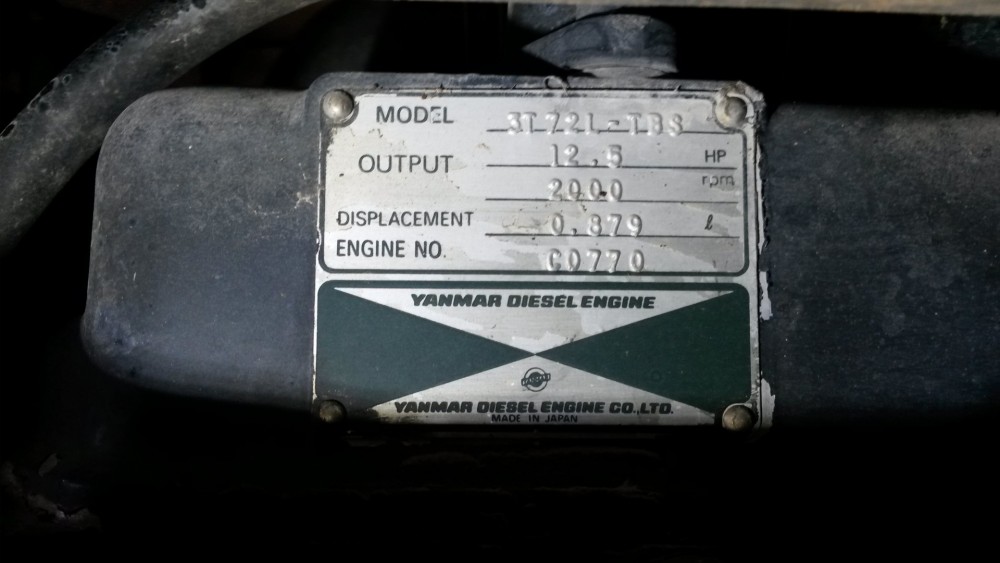 MODEL 3T72L-TBS
OUTPUT 12.5 HP
2000 rpm
DISPLACEMENT 0.879 ℓ
ENGINE NO. C0770
YANMAR DIESEL ENGINE
YANMAR
YANMAR DIESEL ENGINE CO.,LTD.
MADE IN JAPAN